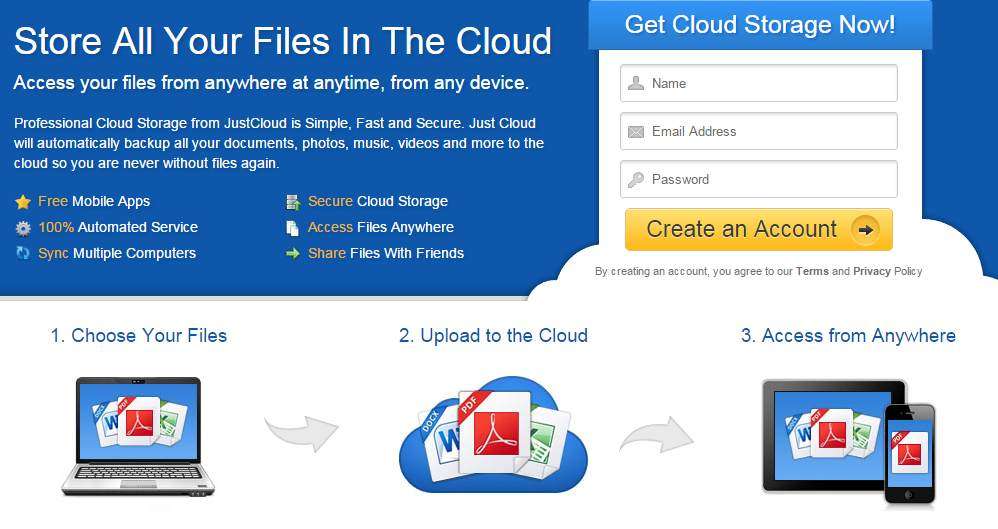 Store All Your Files In The Cloud
Access your files from anywhere at anytime, from any device.
Professional Cloud Storage from JustCloud is Simple, Fast and Secure. Just Cloud
will automatically backup all your documents, photos, music, videos and more to the
cloud so you are never without files again.
Free Mobile Apps
Secure Cloud Storage
100% Automated Service
Access Files Anywhere
Sync Multiple Computers
Share Files With Friends
Get Cloud Storage Now!
Name
Email Address
Password
Create an Account
By creating an account, you agree to our Terms and Privacy Policy
1. Choose Your Files
2. Upload to the Cloud
3. Access from Anywhere
DOCX
PDF
W
DOCX
PDF
W
PDF
W
PDF